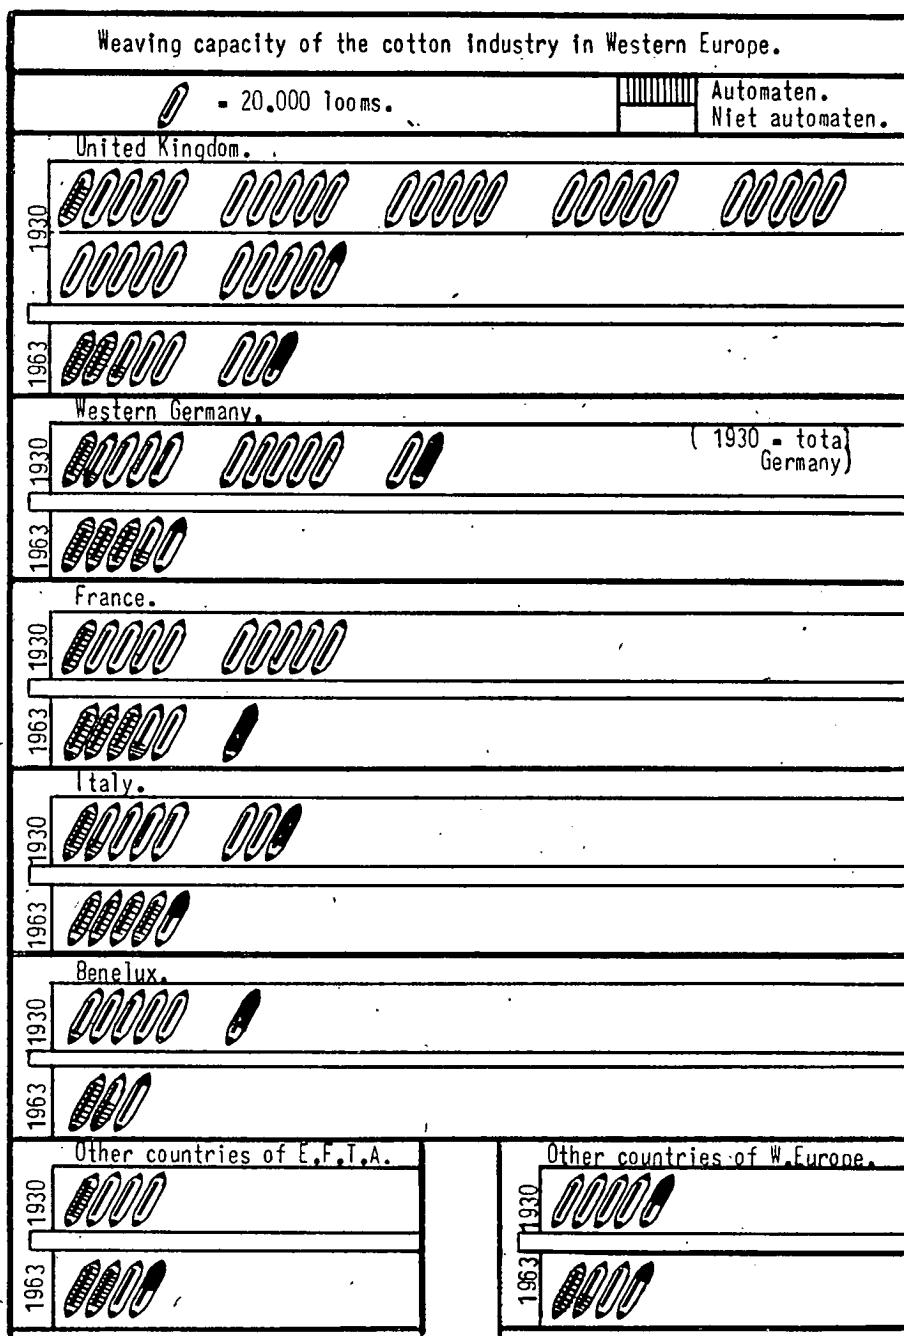 Weaving capacity of the cotton industry in Western Europe.
= 20.000 looms.
Automaten.
Niet automaten.
United Kingdom.
1930
1963
Western Germany.
1930
( 1930 = total
Germany)
1963
France.
1930
1963
Italy.
1930
1963
Benelux.
1930
1963
Other countries of E.F.T.A.
1930
1963
Other countries of W.Europe.
1930
1963